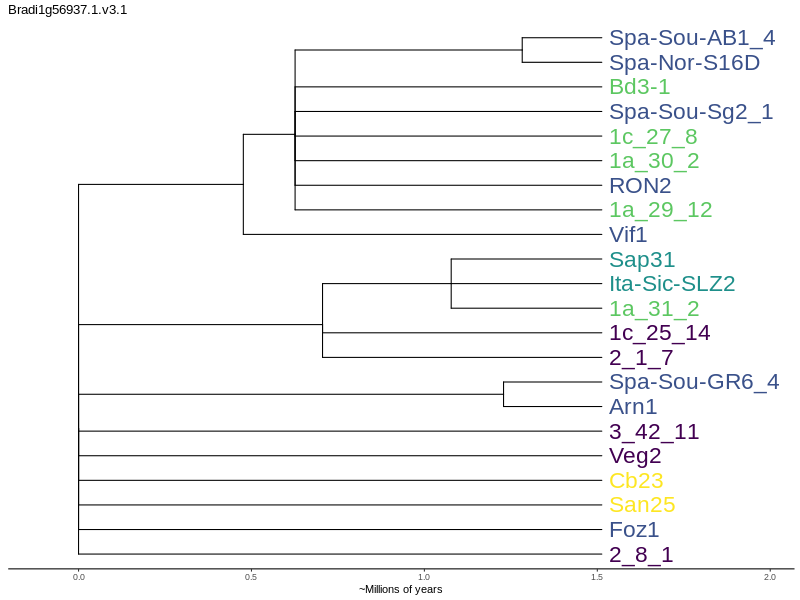 Bradi1g56937.1.v3.1
Spa-Sou-AB1_4
Spa-Nor-S16D
Bd3-1
Spa-Sou-Sg2_1
1c_27_8
1a_30_2
RON2
1a_29_12
Vif1
Sap31
Ita-Sic-SLZ2
1a_31_2
1c_25_14
2_1_7
Spa-Sou-GR6_4
Arn1
3_42_11
Veg2
Cb23
San25
Foz1
2_8_1
0.0 0.5 1.0 1.5 2.0
~Millions of years